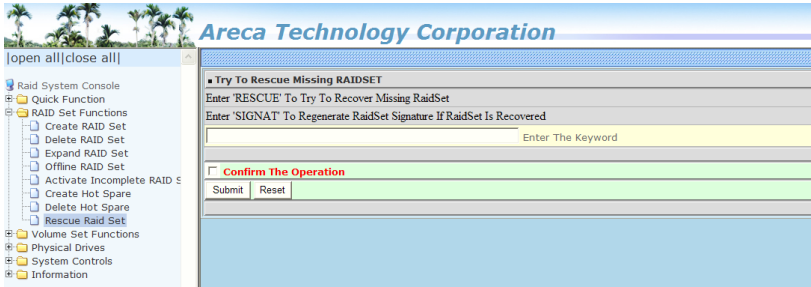 Areca Technology Corporation
|open all|close all|
Raid System Console
Quick Function
RAID Set Functions
Create RAID Set
Delete RAID Set
Expand RAID Set
Offline RAID Set
Activate Incomplete RAID S
Create Hot Spare
Delete Hot Spare
Rescue Raid Set
Volume Set Functions
Physical Drives
System Controls
Information
Try To Rescue Missing RAIDSET
Enter 'RESCUE' To Try To Recover Missing RaidSet
Enter 'SIGNAT' To Regenerate RaidSet Signature If RaidSet Is Recovered
Enter The Keyword
Confirm The Operation
Submit Reset